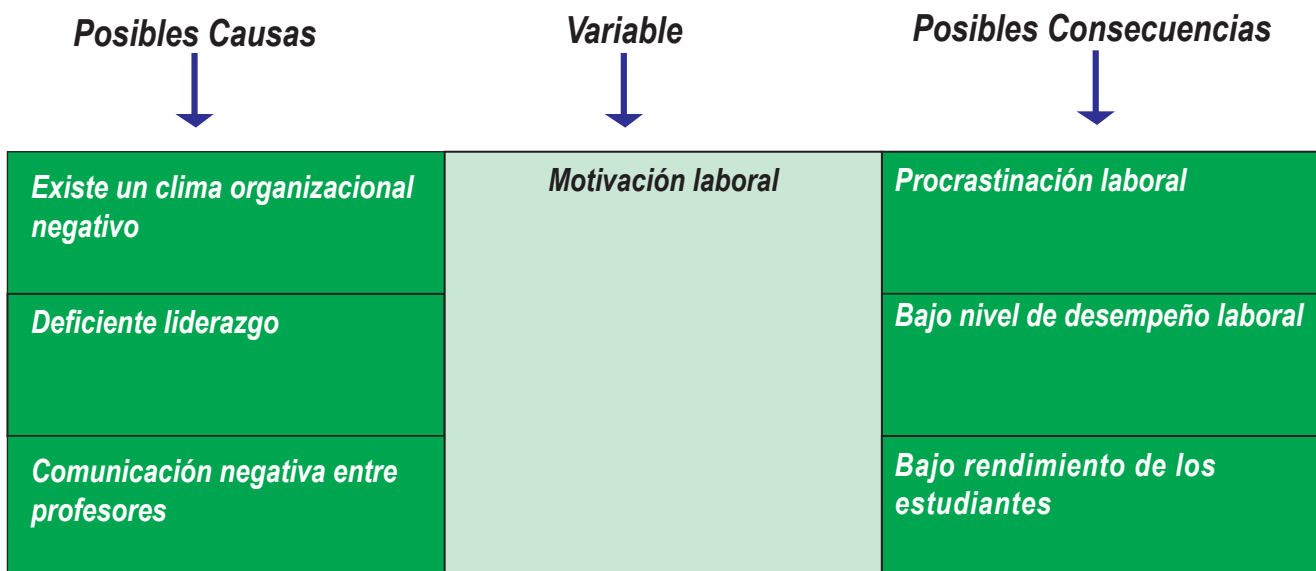 Posibles Causas
Variable
Posibles Consecuencias
Existe un clima organizacional
negativo
Motivación laboral
Procrastinación laboral
Deficiente liderazgo
Bajo nivel de desempeño laboral
Comunicación negativa entre
profesores
Bajo rendimiento de los
estudiantes